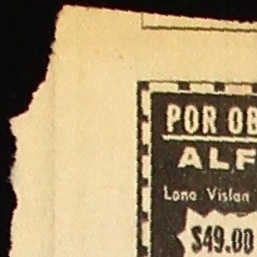 POR OB
ALF
Lona Vislan
$49.00